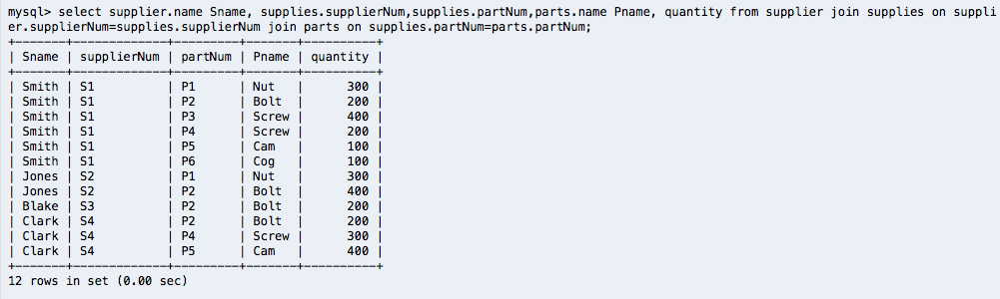 mysql> select supplier.name Sname, supplies.supplierNum,supplies.partNum,parts.name Pname, quantity from supplier join supplies on suppli
er.supplierNum=supplies.supplierNum join parts on supplies.partNum=parts.partNum;
+-------+-------------+---------+-------+----------+
| Sname | supplierNum | partNum | Pname | quantity |
+-------+-------------+---------+-------+----------+
| Smith | S1          | P1      | Nut   |      300 |
| Smith | S1          | P2      | Bolt  |      200 |
| Smith | S1          | P3      | Screw |      400 |
| Smith | S1          | P4      | Screw |      200 |
| Smith | S1          | P5      | Cam   |      100 |
| Smith | S1          | P6      | Cog   |      100 |
| Jones | S2          | P1      | Nut   |      300 |
| Jones | S2          | P2      | Bolt  |      400 |
| Blake | S3          | P2      | Bolt  |      200 |
| Clark | S4          | P2      | Bolt  |      200 |
| Clark | S4          | P4      | Screw |      300 |
| Clark | S4          | P5      | Cam   |      400 |
+-------+-------------+---------+-------+----------+
12 rows in set (0.00 sec)